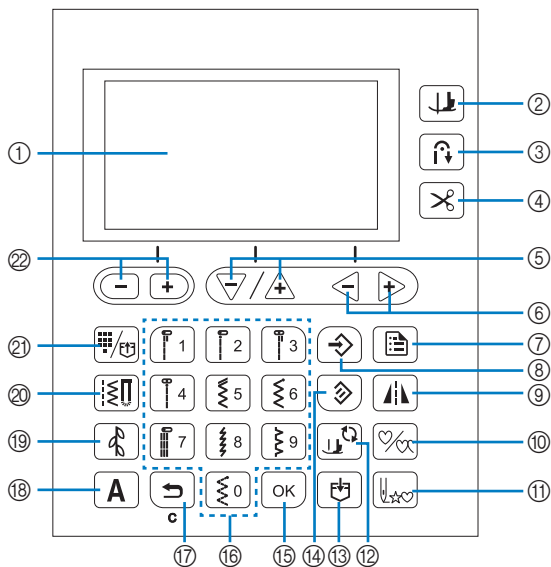 ① ②
③
④
㉒ − + − / + − + ⑤
⑥
㉑ / 1 2 3 ⑦
⑧
⑳ 4 5 6 ⑨
⑲ 7 8 9 ⑩
⑱ A 0 OK ⑪
C
⑰ ⑯ ⑮ ⑭ ⑬ ⑫